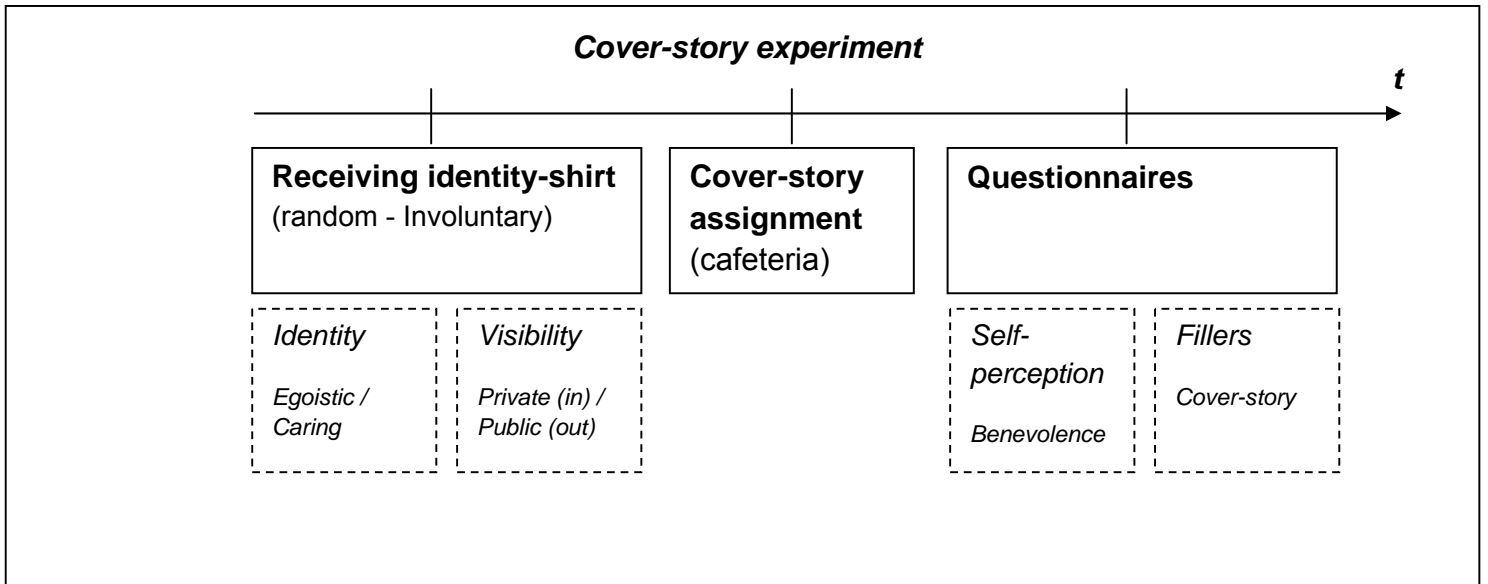 Cover-story experiment
t
Receiving identity-shirt
(random - Involuntary)
Cover-story
assignment
(cafeteria)
Questionnaires
Identity
Egoistic /
Caring
Visibility
Private (in) /
Public (out)
Self-
perception
Benevolence
Fillers
Cover-story